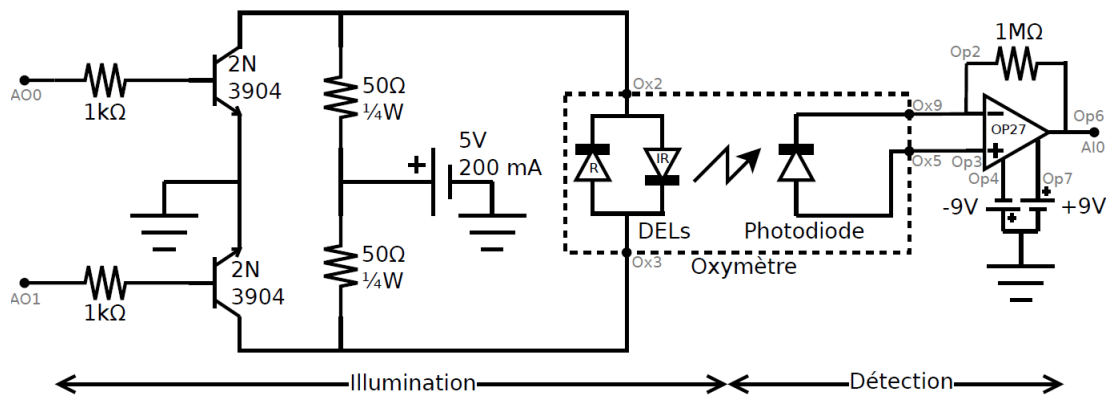 AO0
1kΩ
2N
3904
50Ω
¼W
5V
200 mA
+
50Ω
¼W
AO1
1kΩ
2N
3904
Ox2
R
IR
DELs
Photodiode
Ox3
Oxymètre
Ox9
Ox5
Op2
1MΩ
OP27
Op3
Op6
AI0
Op4
Op7
-9V
+
+
+9V
Illumination
Détection